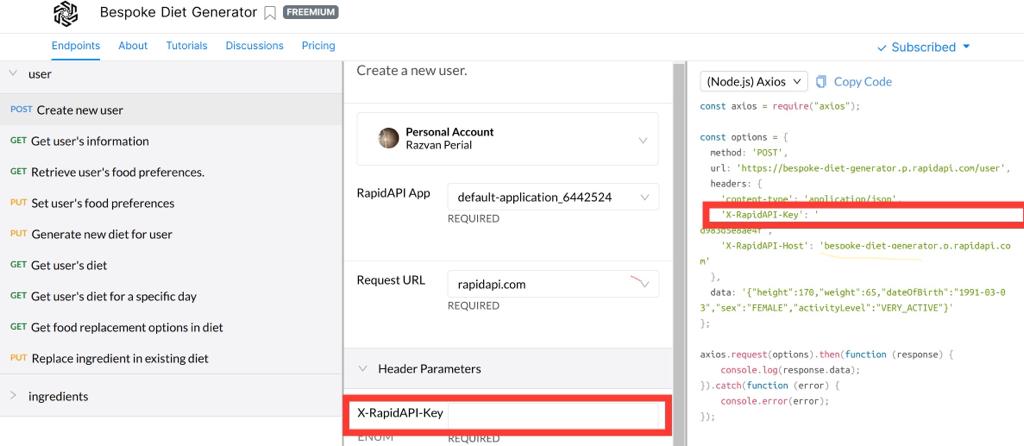 Bespoke Diet Generator FREEMIUM
Endpoints About Tutorials Discussions Pricing
Subscribed
user
POST Create new user
GET Get user's information
GET Retrieve user's food preferences.
PUT Set user's food preferences
PUT Generate new diet for user
GET Get user's diet
GET Get user's diet for a specific day
GET Get food replacement options in diet
PUT Replace ingredient in existing diet
ingredients
Create a new user.
Personal Account
Razvan Perial
RapidAPI App
default-application_6442524
REQUIRED
Request URL
rapidapi.com
REQUIRED
Header Parameters
X-RapidAPI-Key
ENUM REQUIRED
(Node.js) Axios Copy Code
const axios = require("axios");
const options = {
method: 'POST',
url: 'https://bespoke-diet-generator.p.rapidapi.com/user',
headers: {
'content-type': 'application/json',
'X-RapidAPI-Key': '
'X-RapidAPI-Host': 'bespoke-diet-generator.p.rapidapi.co
m'
},
data: '{"height":170,"weight":65,"dateOfBirth":"1991-03-0
3","sex":"FEMALE","activityLevel":"VERY_ACTIVE"}'
};
axios.request(options).then(function (response) {
console.log(response.data);
}).catch(function (error) {
console.error(error);
});